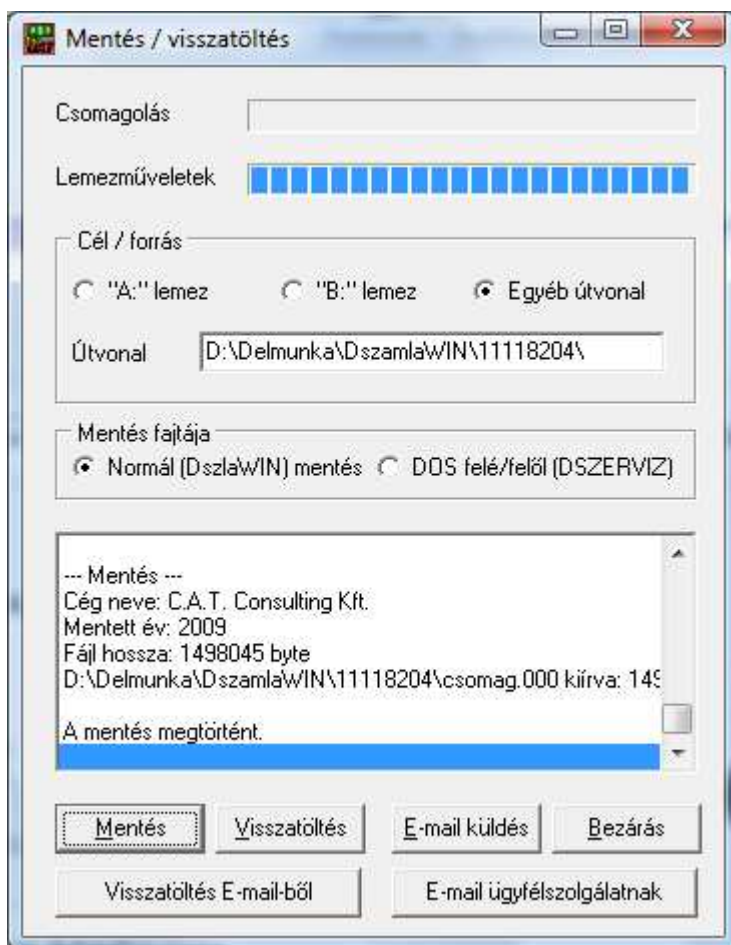 Mentés / visszatöltés
Csomagolás
Lemezműveletek
Cél / forrás
"A:" lemez "B:" lemez Egyéb útvonal
Útvonal D:\Delmunka\DszamlaWIN\11118204\
Mentés fajtája
Normál (DszlaWIN) mentés DOS felé/felől (DSZERVIZ)
--- Mentés ---
Cég neve: C.A.T. Consulting Kft.
Mentett év: 2009
Fájl hossza: 1498045 byte
D:\Delmunka\DszamlaWIN\11118204\csomag.000 kiírva: 149
A mentés megtörtént.
Mentés Visszatöltés E-mail küldés Bezárás
Visszatöltés E-mail-ből E-mail ügyfélszolgálatnak